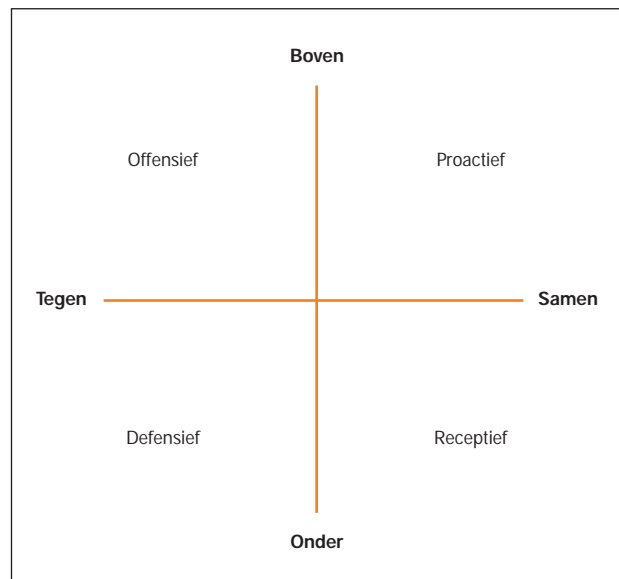 Boven
Offensief Proactief
Tegen Samen
Defensief Receptief
Onder